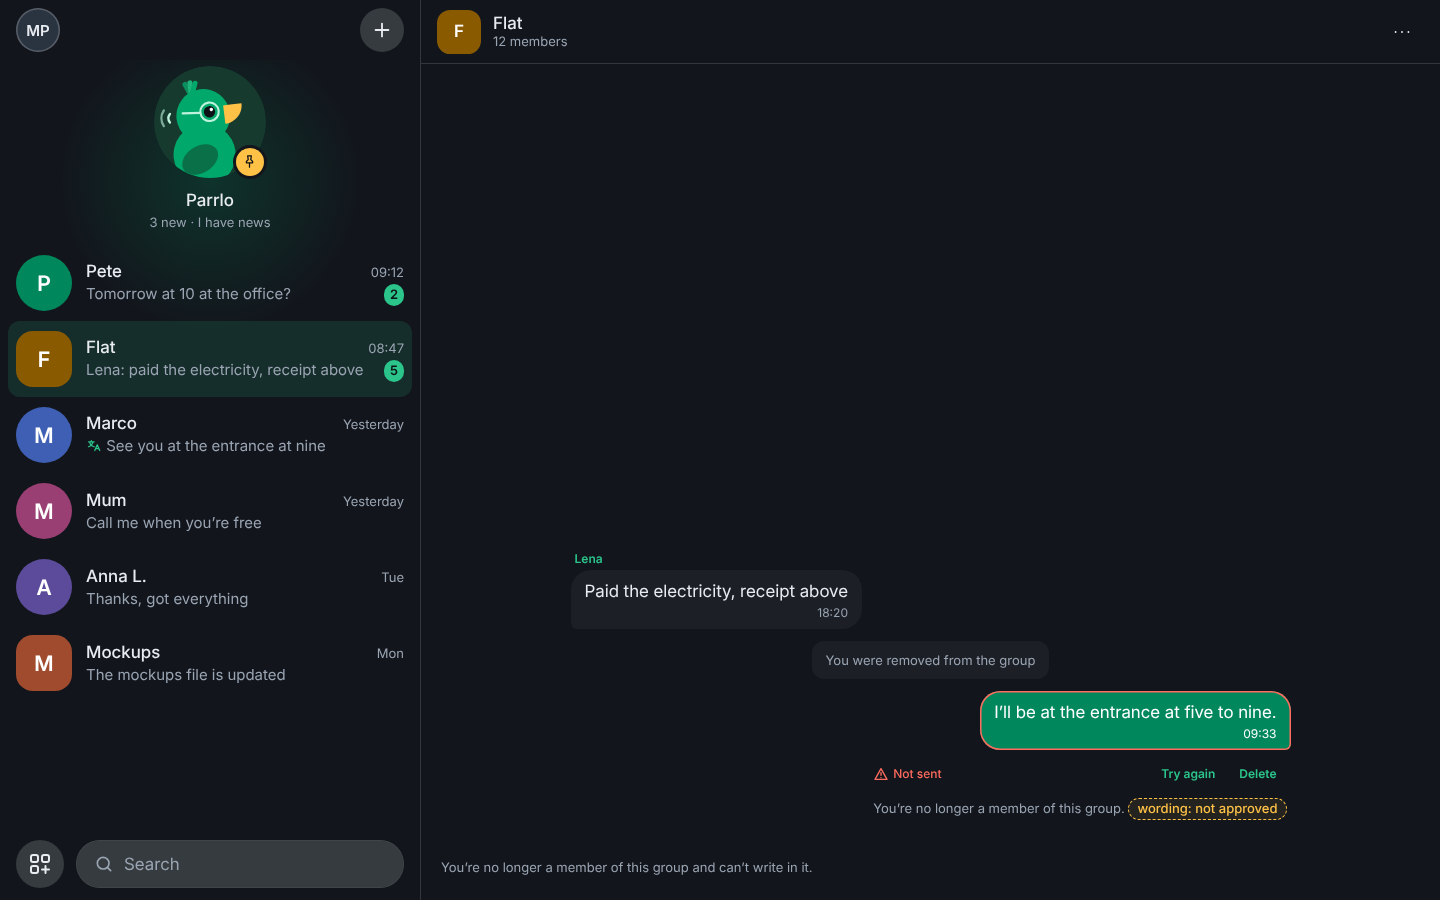 MP
Parrlo
3 new · I have news
P
Pete
09:12
Tomorrow at 10 at the office?
2
F
Flat
08:47
Lena: paid the electricity, receipt above
5
M
Marco
Yesterday
See you at the entrance at nine
M
Mum
Yesterday
Call me when you’re free
A
Anna L.
Tue
Thanks, got everything
M
Mockups
Mon
The mockups file is updated
Search
F
Flat
12 members
Lena
Paid the electricity, receipt above
18:20
You were removed from the group
I’ll be at the entrance at five to nine.
09:33
Not sent
Try again
Delete
You’re no longer a member of this group. wording: not approved
You’re no longer a member of this group and can’t write in it.